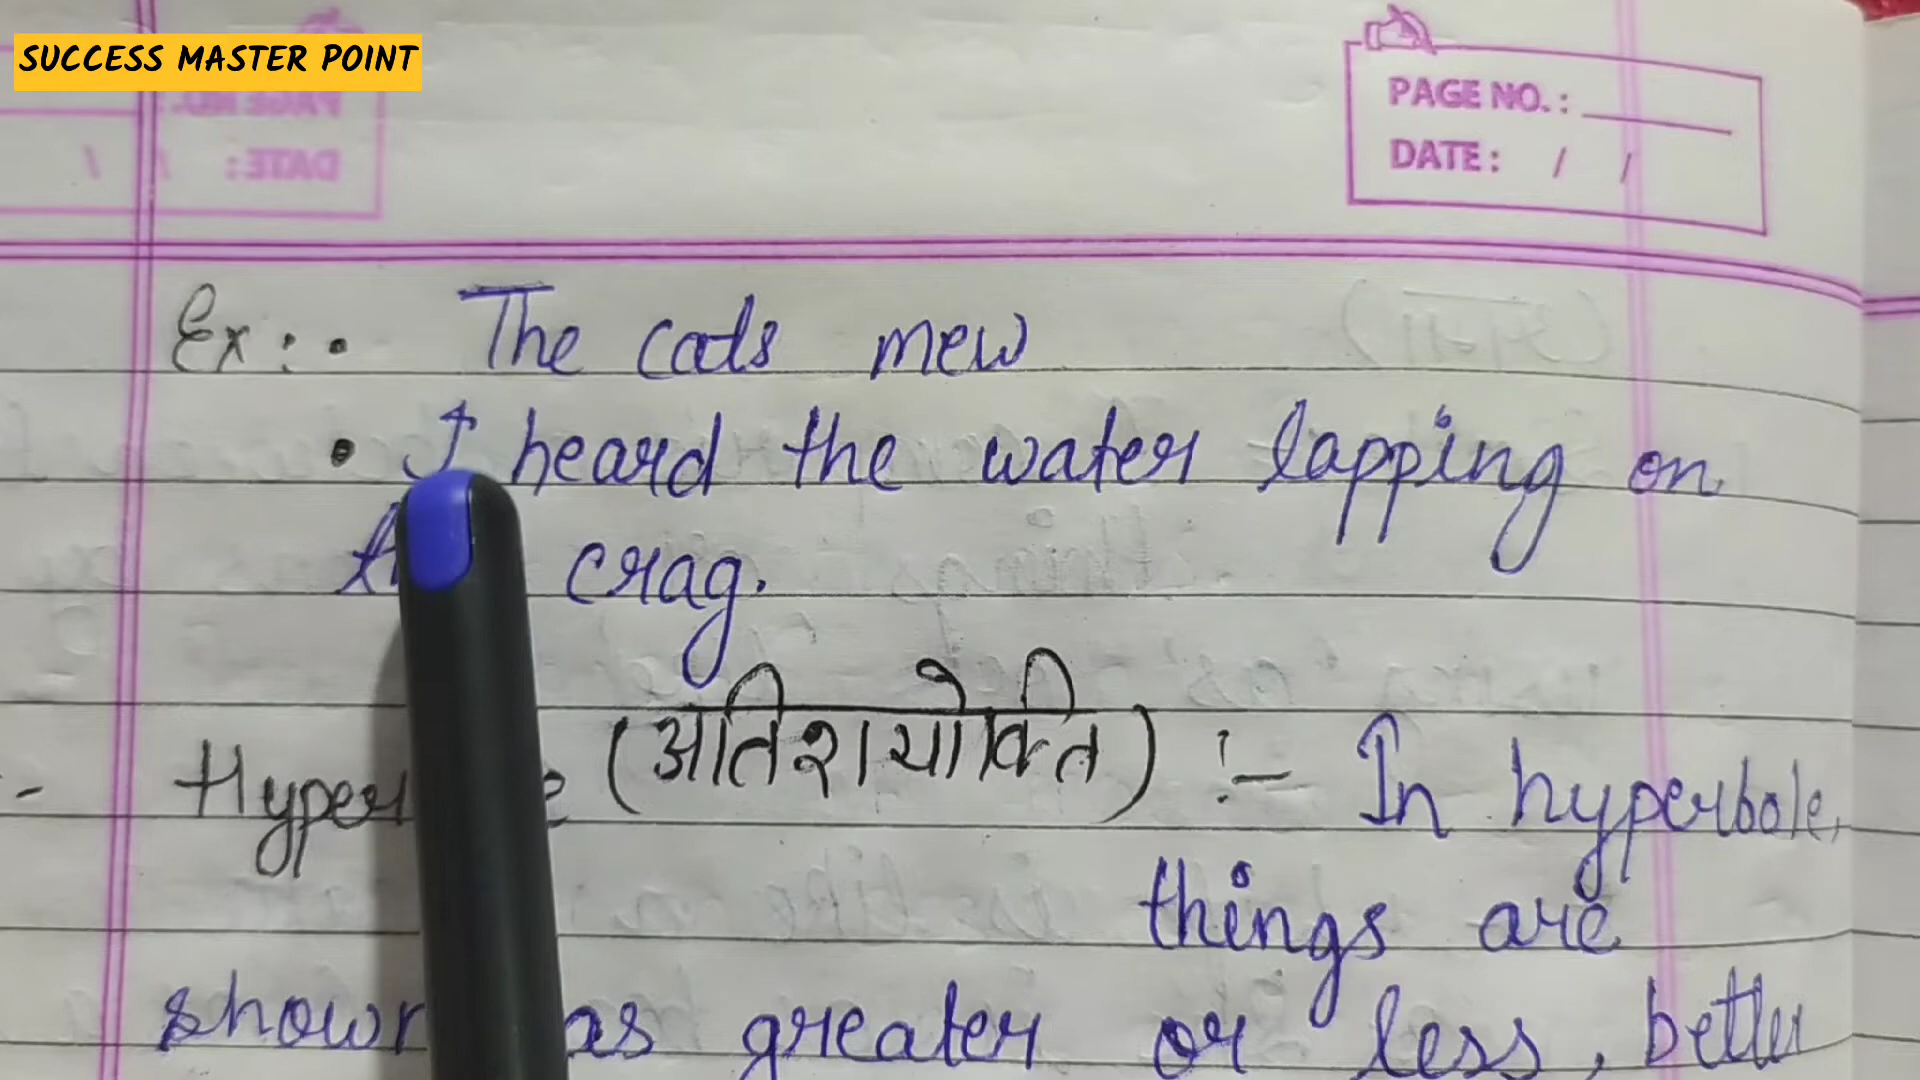 SUCCESS MASTER POINT
PAGE NO. :
DATE : / /
Ex :• The cats mew
• I heard the water lapping on
crag.
(अतिशयोक्ति) :- In hyperbole,
things are
as greater or less, better